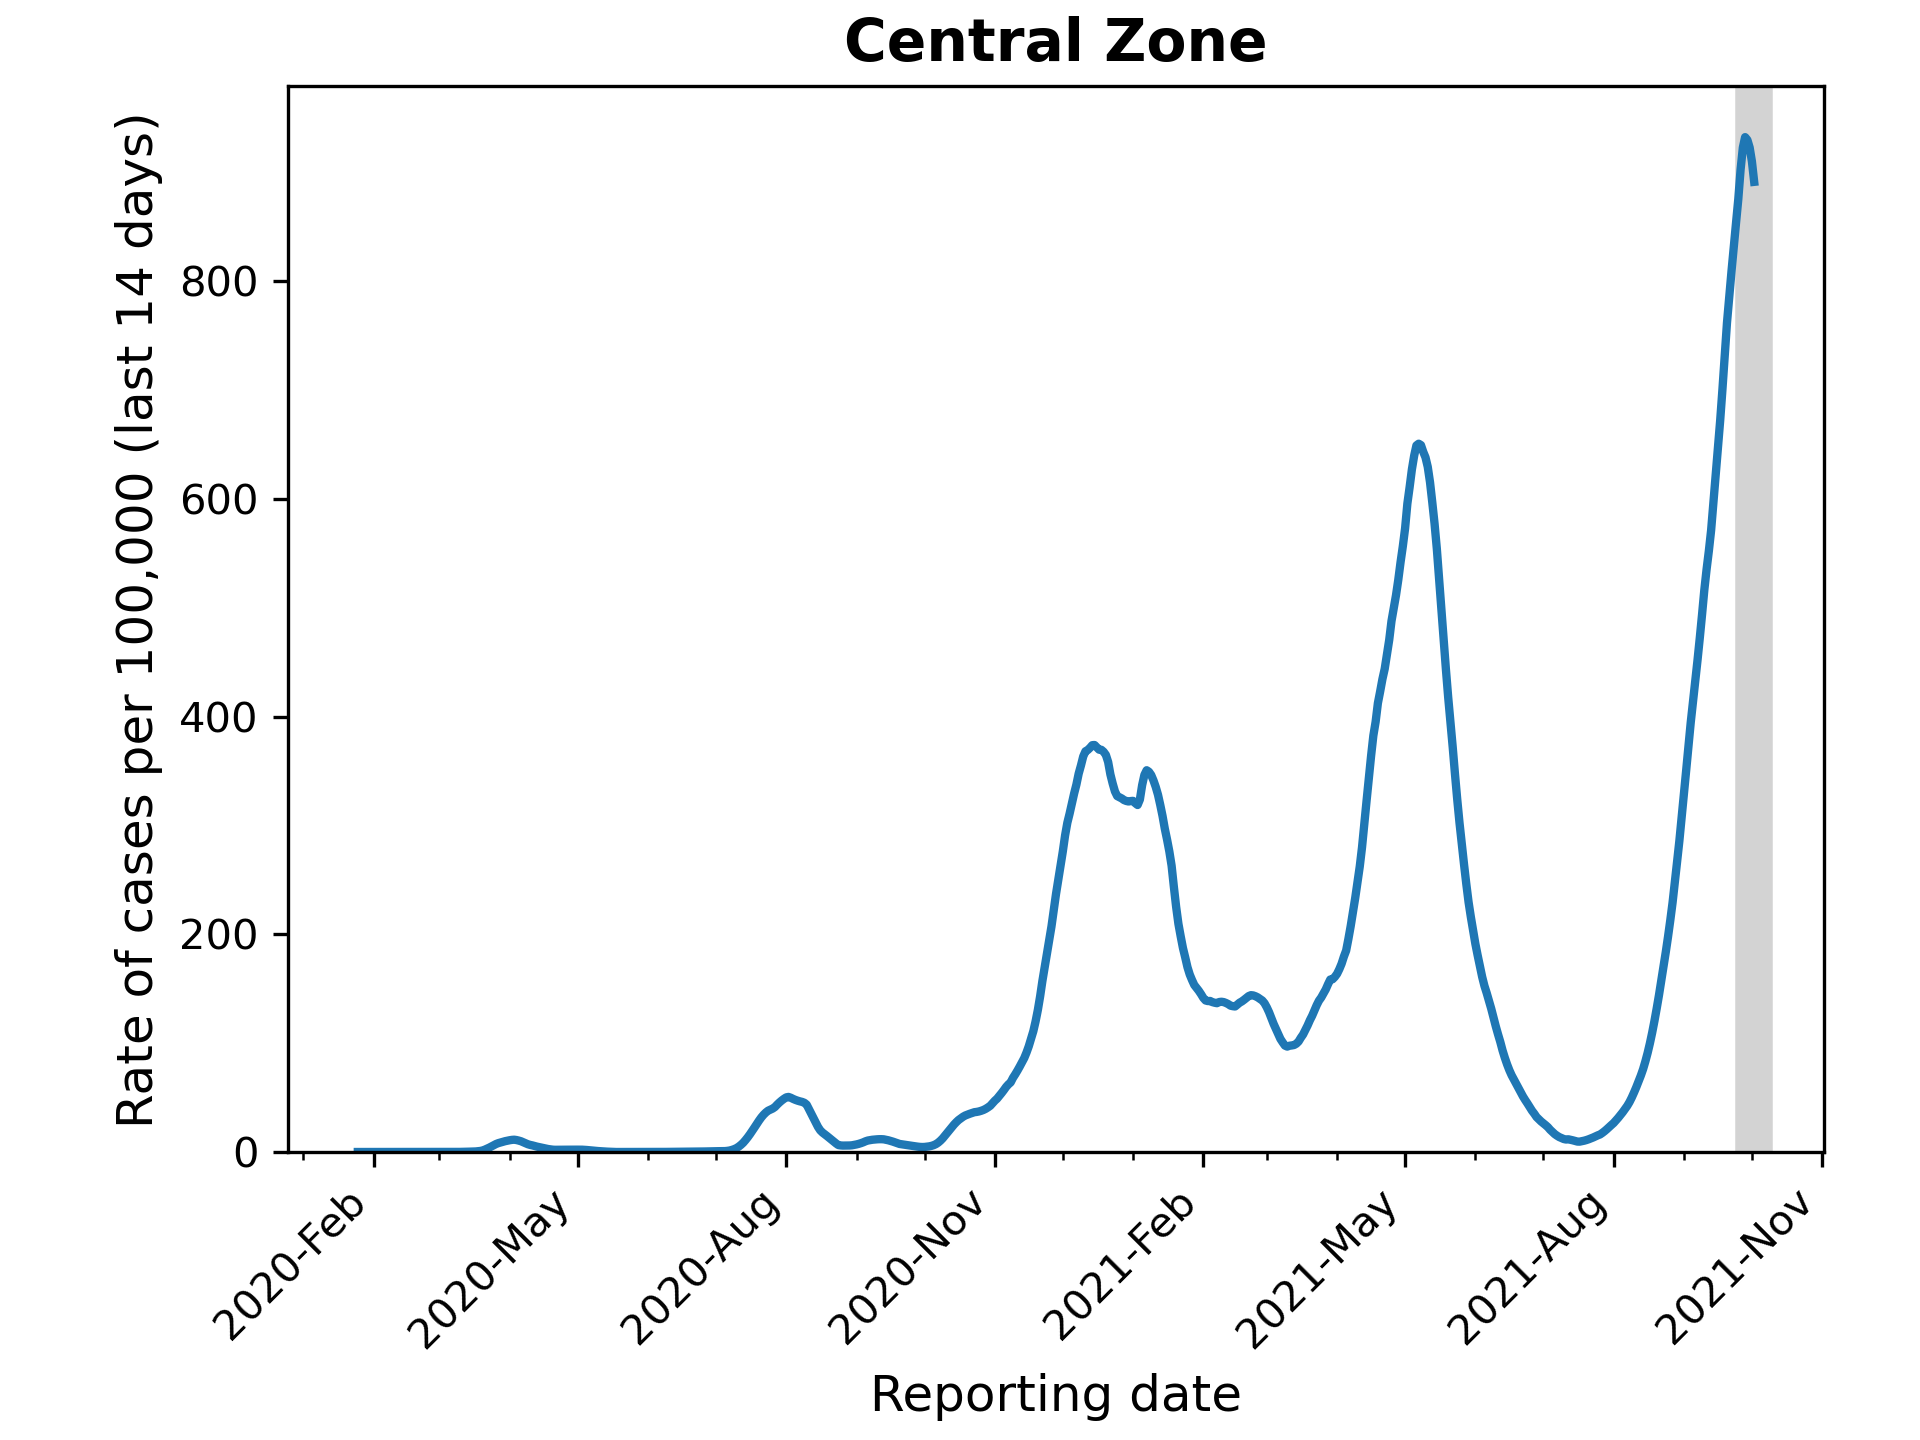 Central Zone
Rate of cases per 100,000 (last 14 days)
800
600
400
200
0
2020-Feb
2020-May
2020-Aug
2020-Nov
2021-Feb
2021-May
2021-Aug
2021-Nov
Reporting date